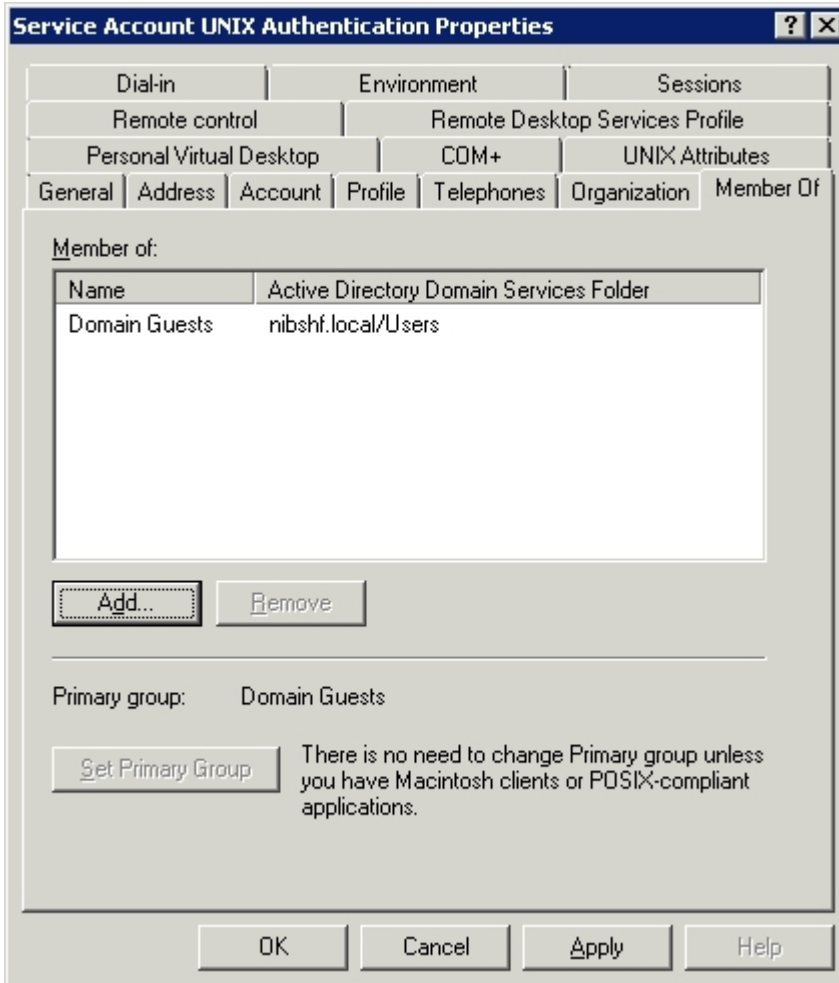 Service Account UNIX Authentication Properties
Dial-in Environment Sessions
Remote control Remote Desktop Services Profile
Personal Virtual Desktop COM+ UNIX Attributes
General Address Account Profile Telephones Organization Member Of
Member of:
Name Active Directory Domain Services Folder
Domain Guests nibshf.local/Users
Add... Remove
Primary group: Domain Guests
Set Primary Group
There is no need to change Primary group unless
you have Macintosh clients or POSIX-compliant
applications.
OK Cancel Apply Help